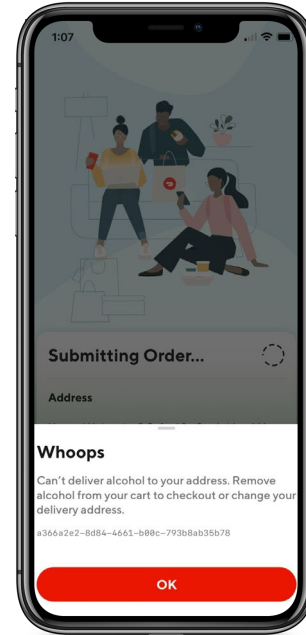 1:07
Submitting Order...
Address
Whoops
Can't deliver alcohol to your address. Remove
alcohol from your cart to checkout or change your
delivery address.
a366a2e2-8d84-4661-b00c-793b8ab35b78
OK